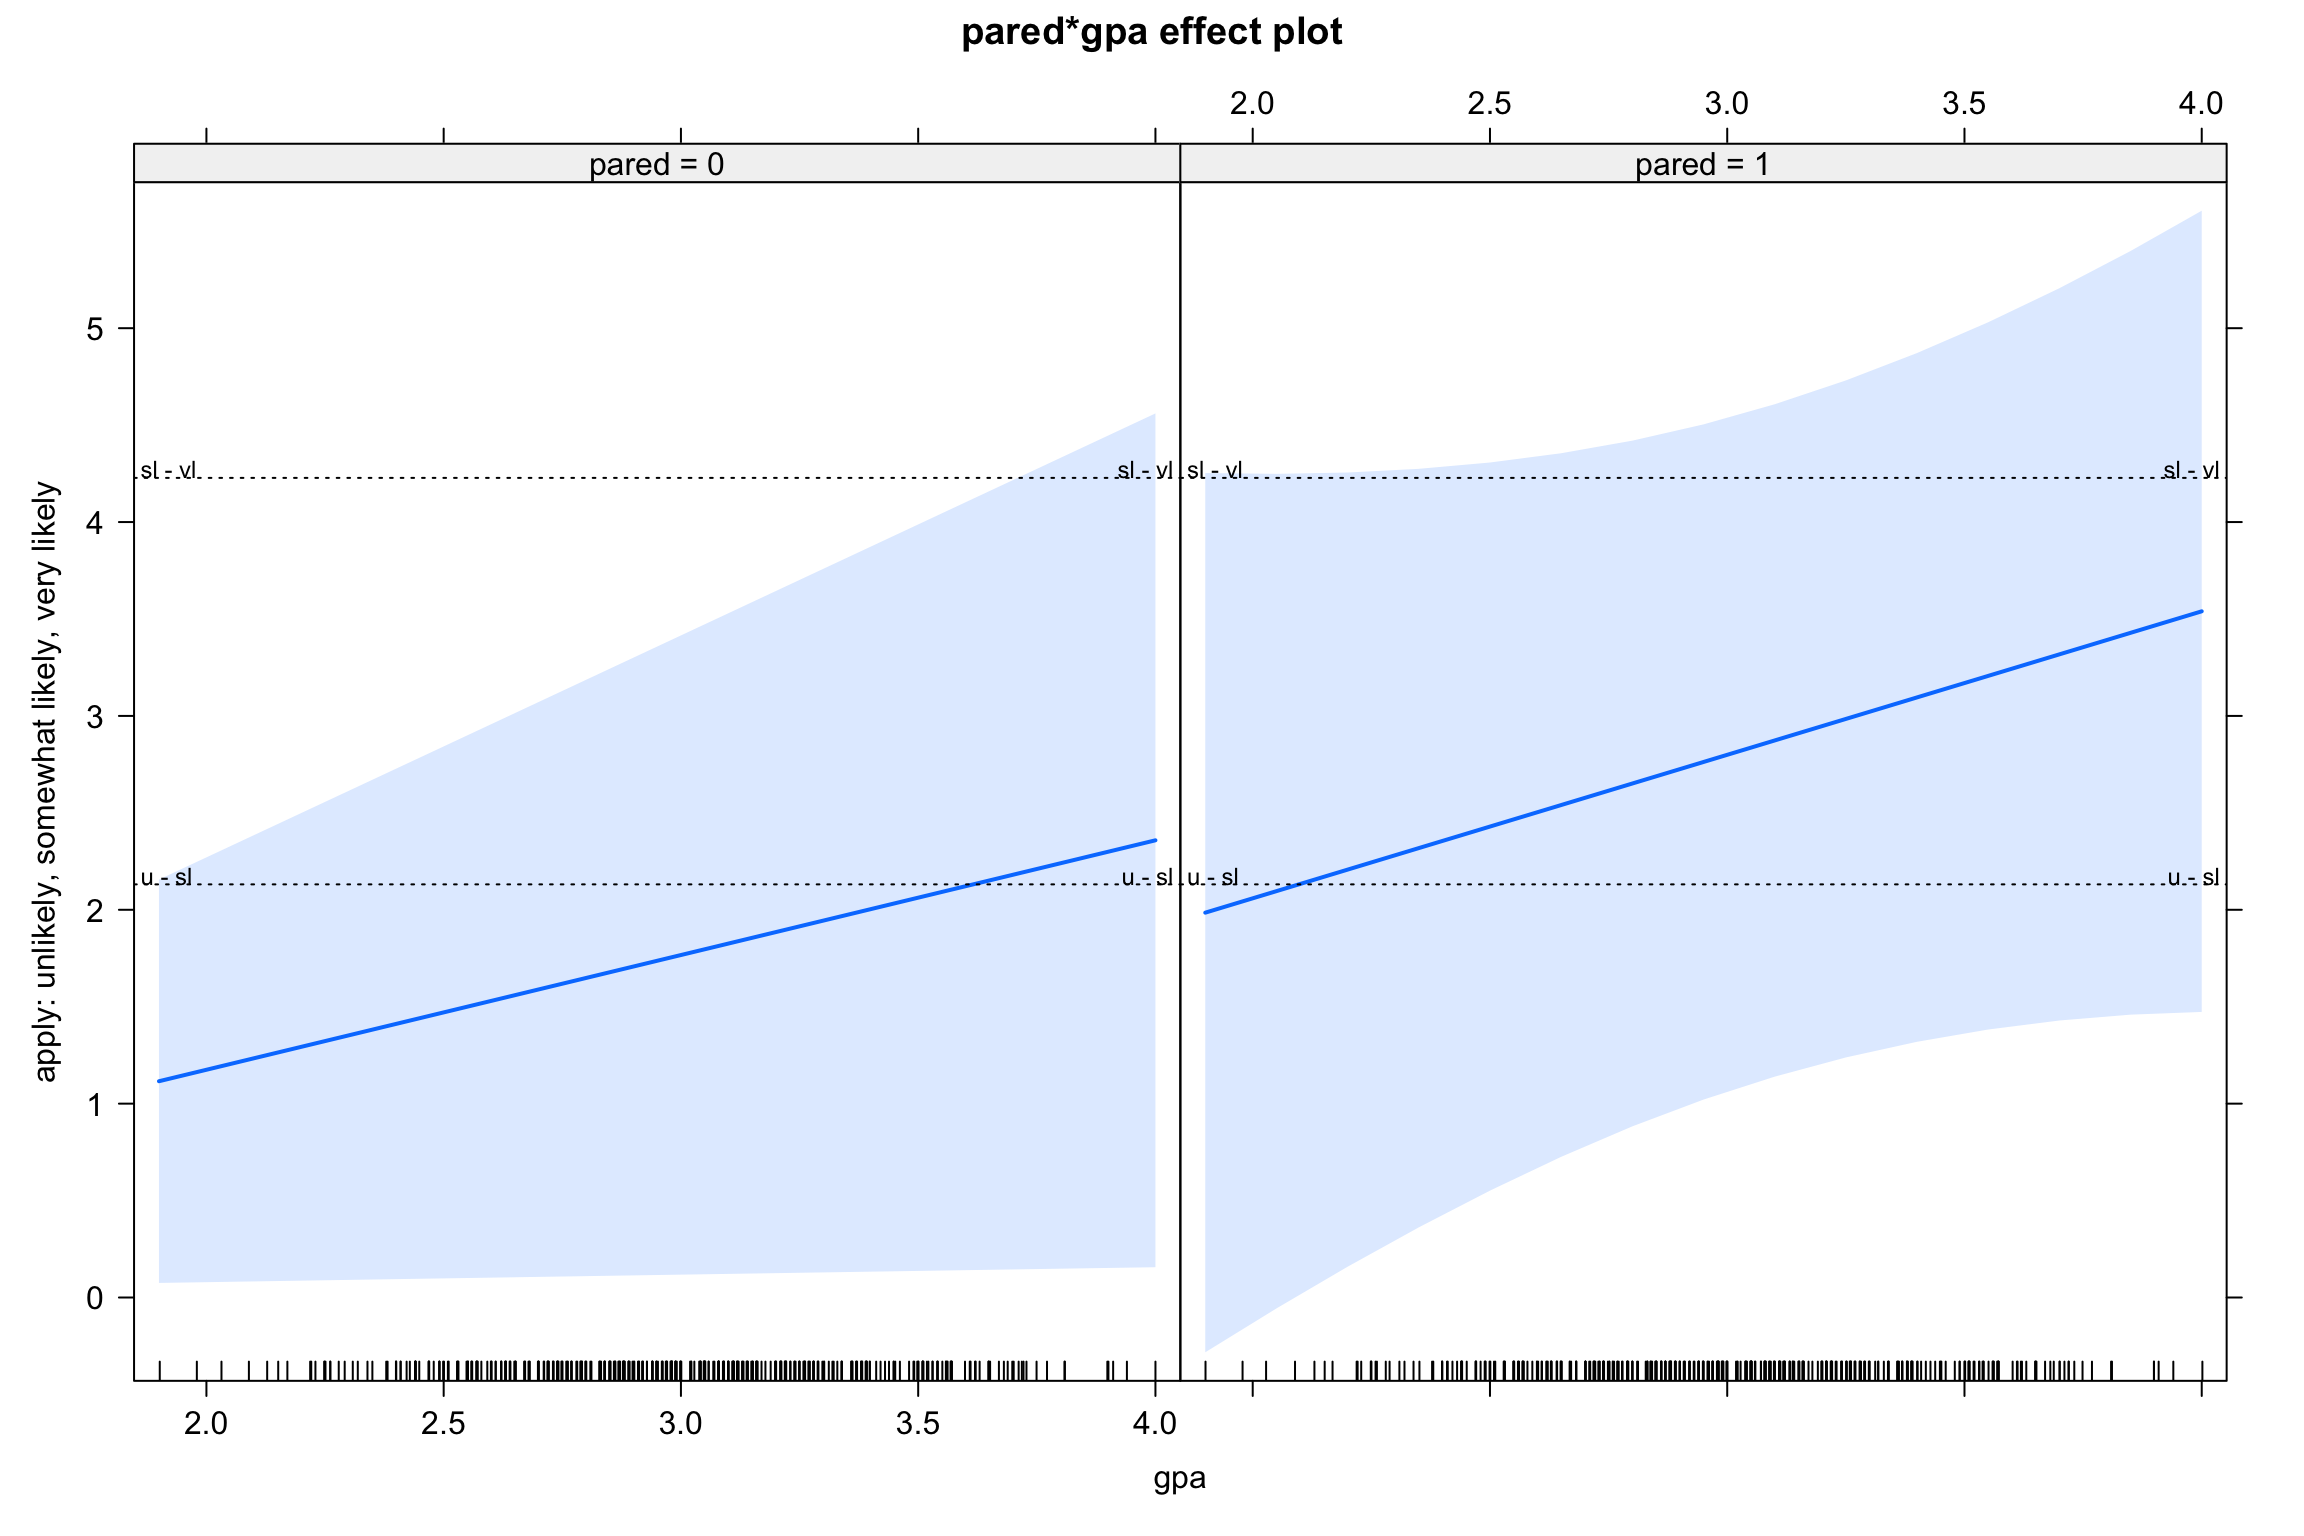 pared*gpa effect plot
2.0 2.5 3.0 3.5 4.0
pared = 0 pared = 1
5
sl - vl sl - vl sl - vl sl - vl
4
apply: unlikely, somewhat likely, very likely
3
u - sl u - sl u - sl u - sl
2
1
0
2.0 2.5 3.0 3.5 4.0
gpa